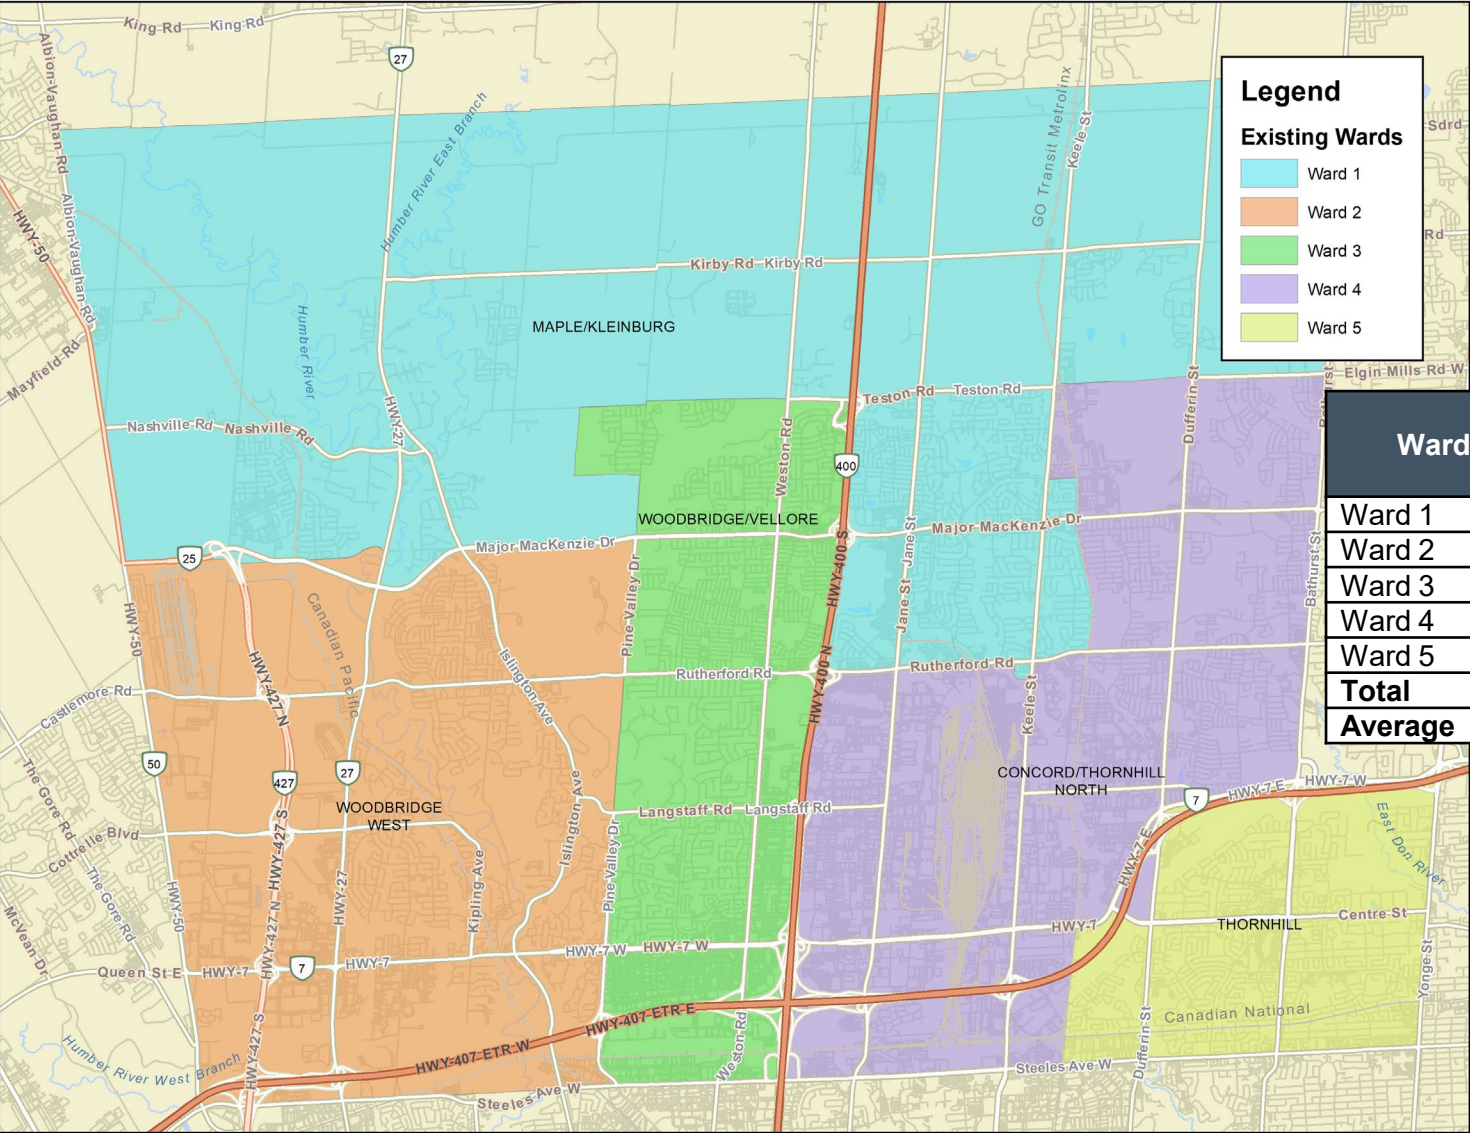 King Rd King Rd
27
Albion-Vaughan-Rd
Albion-Vaughan-Rd
Humber River East Branch
GO Transit Metrolinx
Keele-St
Legend
Existing Wards
Ward 1
Ward 2
Ward 3
Ward 4
Ward 5
Sdrd
Rd
HWY-50
Kirby Rd Kirby Rd
Humber River
MAPLE/KLEINBURG
Mayfield Rd
Elgin Mills Rd W
Teston Rd Teston Rd
Dufferin St
HWY-27
Nashville Rd Nashville Rd
Weston Rd
400
Ward
Ward 1
Ward 2
Ward 3
Ward 4
Ward 5
Total
Average
WOODBRIDGE/VELLORE
Major MacKenzie Dr
Major MacKenzie Dr
25
HWY-400-S
Jane St
Jane St
Bathurst St
HWY-50
Canadian Pacific
Pine Valley Dr
HWY-427 N
Islington Ave
Rutherford Rd
Rutherford Rd
HWY-400-N
Keele-St
Castlemore Rd
50
427
27
CONCORD/THORNHILL
NORTH
7
HWY-7 E
HWY-7 W
WOODBRIDGE
WEST
Langstaff Rd Langstaff Rd
The Gore Rd
Cottrelle Blvd
HWY-427 S
Islington Ave
Pine Valley Dr
Kipling Ave
HWY-7-E
East Don River
The Gore Rd
HWY-50
HWY-27
HWY-427 N
McVean Dr
THORNHILL
Centre St
HWY-7
Queen St E HWY-7
7
HWY-7
HWY-7 W HWY-7 W
Yonge St
HWY-407 ETR E
Canadian National
Weston Rd
Dufferin St
HWY-427 S
Humber River West Branch
HWY-407 ETR W
Steeles Ave W
Steeles Ave W